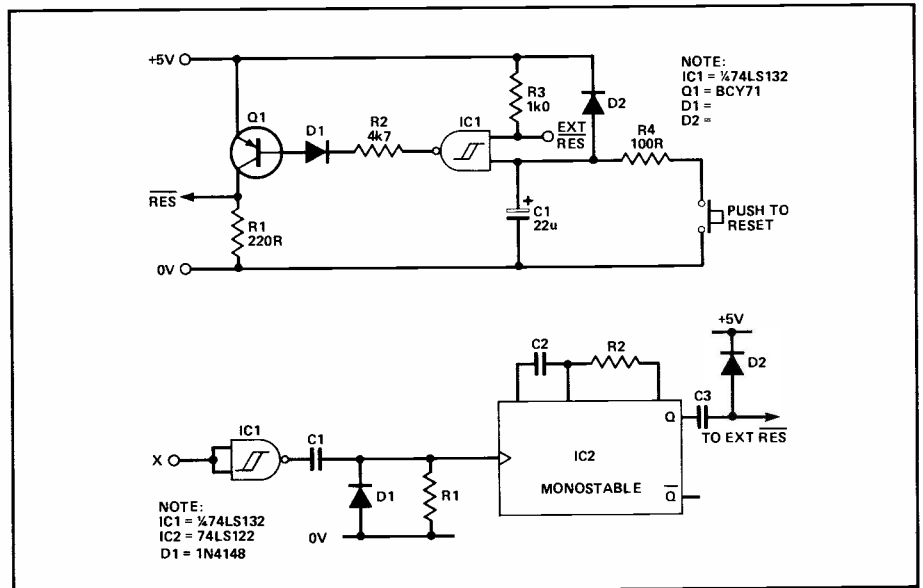 +5V
Q1
D1
R2
4k7
IC1
R3
1k0
EXT
RES
D2
R4
100R
NOTE:
IC1 = ¼74LS132
Q1 = BCY71
D1 =
D2 =
RES
R1
220R
C1
22u
+
PUSH TO
RESET
0V
X
IC1
C1
D1
R1
0V
C2
R2
Q
IC2
MONOSTABLE
Q
+5V
D2
C3
TO EXT RES
NOTE:
IC1 = ¼74LS132
IC2 = 74LS122
D1 = 1N4148